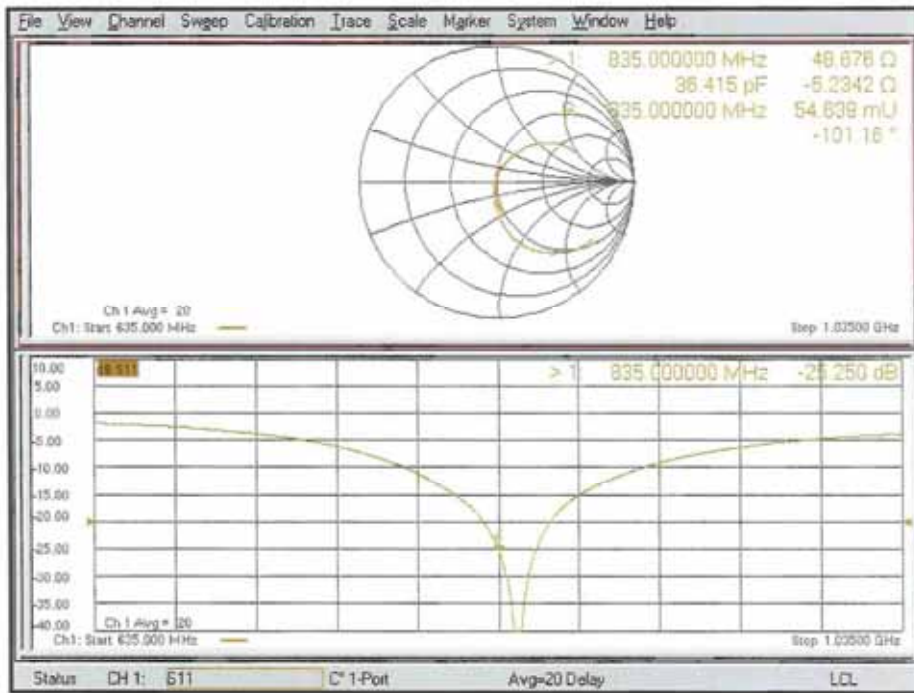 File View Channel Sweep Calibration Trace Scale Marker System Window Help
> 1 835.000000 MHz 48.676 Ω
36.415 pF -5.2342 Ω
835.000000 MHz 54.639 mU
-101.16 °
Ch 1 Avg = 20
Ch1: Start 635.000 MHz
Stop 1.03500 GHz
10.00
5.00
0.00
-5.00
-10.00
-15.00
-20.00
-25.00
-30.00
-35.00
-40.00
> 1 835.000000 MHz -25.250 dB
Ch 1 Avg = 20
Ch1: Start 635.000 MHz
Stop 1.03500 GHz
Status CH 1: S11 C* 1-Port Avg=20 Delay LCL